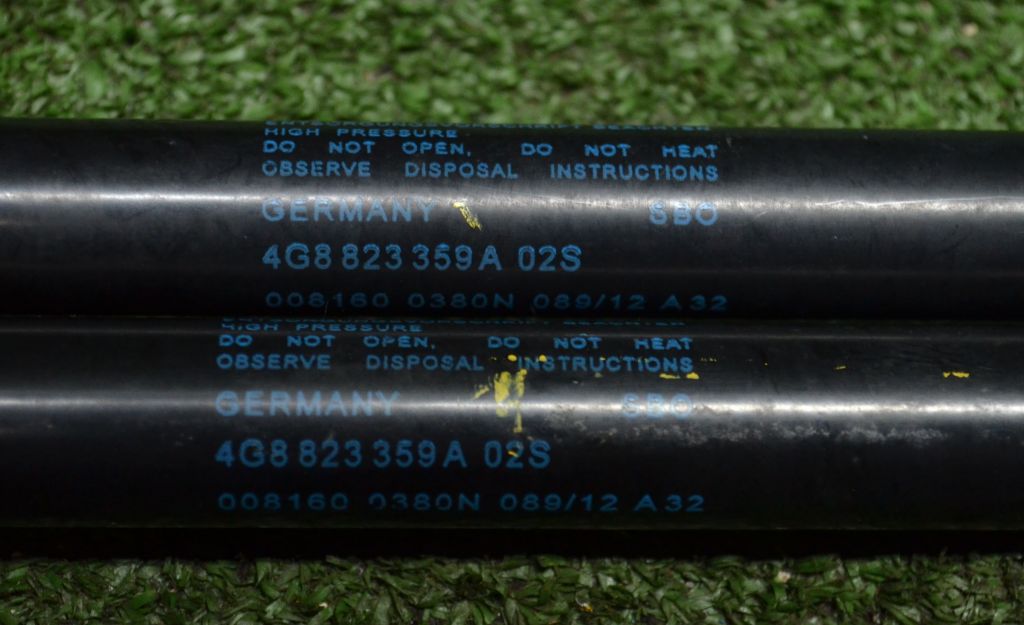 HIGH PRESSURE
DO NOT OPEN, DO NOT HEAT
OBSERVE DISPOSAL INSTRUCTIONS
GERMANY SBO
4G8 823 359 A 02S
008160 0380N 089/12 A32
HIGH PRESSURE
DO NOT OPEN, DO NOT HEAT
OBSERVE DISPOSAL INSTRUCTIONS
GERMANY SBO
4G8 823 359 A 02S
008160 0380N 089/12 A32